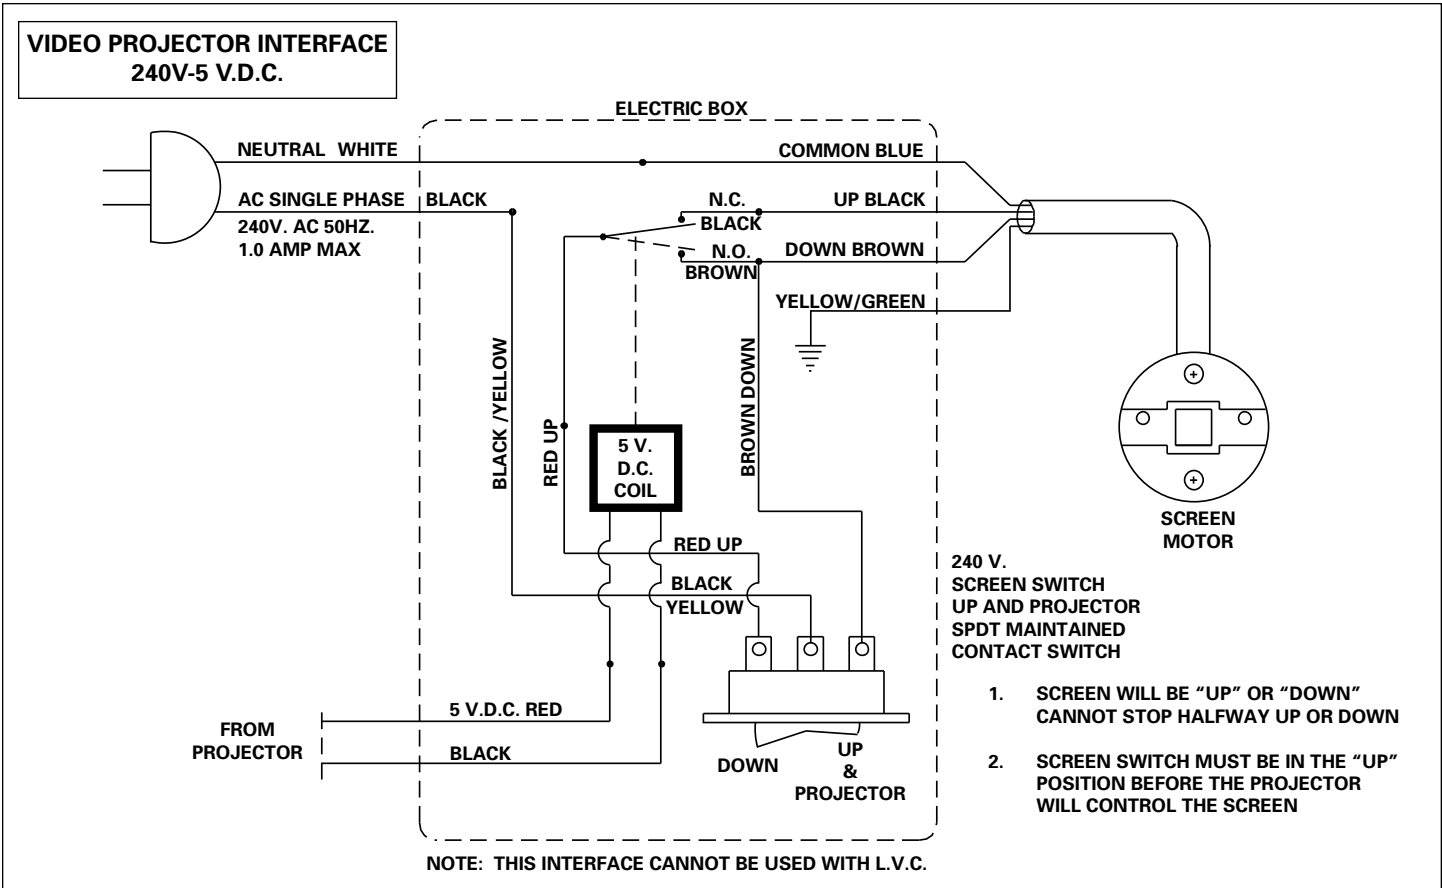 VIDEO PROJECTOR INTERFACE
240V-5 V.D.C.
ELECTRIC BOX
NEUTRAL WHITE
COMMON BLUE
AC SINGLE PHASE
BLACK
240V. AC 50HZ.
1.0 AMP MAX
N.C.
BLACK
UP BLACK
N.O.
BROWN
DOWN BROWN
YELLOW/GREEN
BLACK /YELLOW
RED UP
BROWN DOWN
5 V.
D.C.
COIL
SCREEN
MOTOR
RED UP
BLACK
YELLOW
240 V.
SCREEN SWITCH
UP AND PROJECTOR
SPDT MAINTAINED
CONTACT SWITCH
1. SCREEN WILL BE “UP” OR “DOWN”
CANNOT STOP HALFWAY UP OR DOWN
2. SCREEN SWITCH MUST BE IN THE “UP”
POSITION BEFORE THE PROJECTOR
WILL CONTROL THE SCREEN
FROM
PROJECTOR
5 V.D.C. RED
BLACK
DOWN
UP
&
PROJECTOR
NOTE: THIS INTERFACE CANNOT BE USED WITH L.V.C.